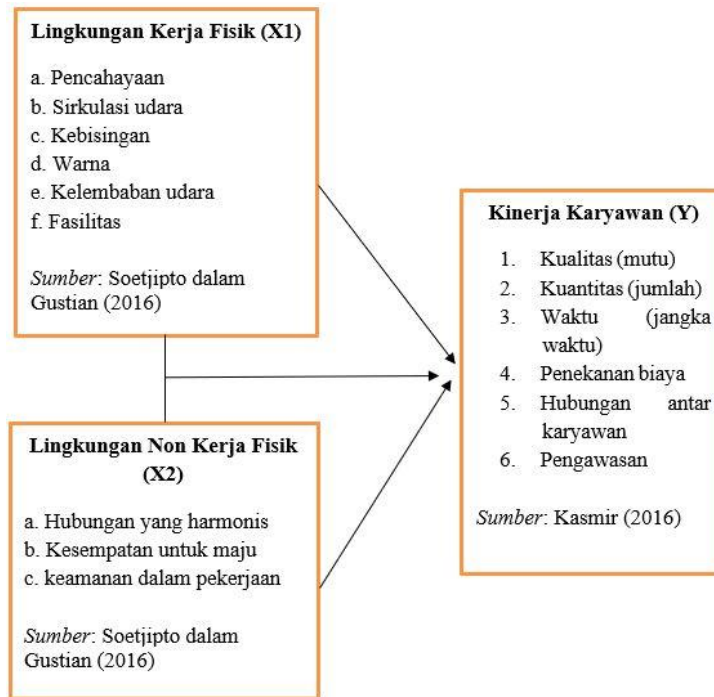 Lingkungan Kerja Fisik (X1)
a. Pencahayaan
b. Sirkulasi udara
c. Kebisingan
d. Warna
e. Kelembaban udara
f. Fasilitas
Sumber: Soetjipto dalam
Gustian (2016)
Lingkungan Non Kerja Fisik
(X2)
a. Hubungan yang harmonis
b. Kesempatan untuk maju
c. keamanan dalam pekerjaan
Sumber: Soetjipto dalam
Gustian (2016)
Kinerja Karyawan (Y)
1. Kualitas (mutu)
2. Kuantitas (jumlah)
3. Waktu (jangka
waktu)
4. Penekanan biaya
5. Hubungan antar
karyawan
6. Pengawasan
Sumber: Kasmir (2016)